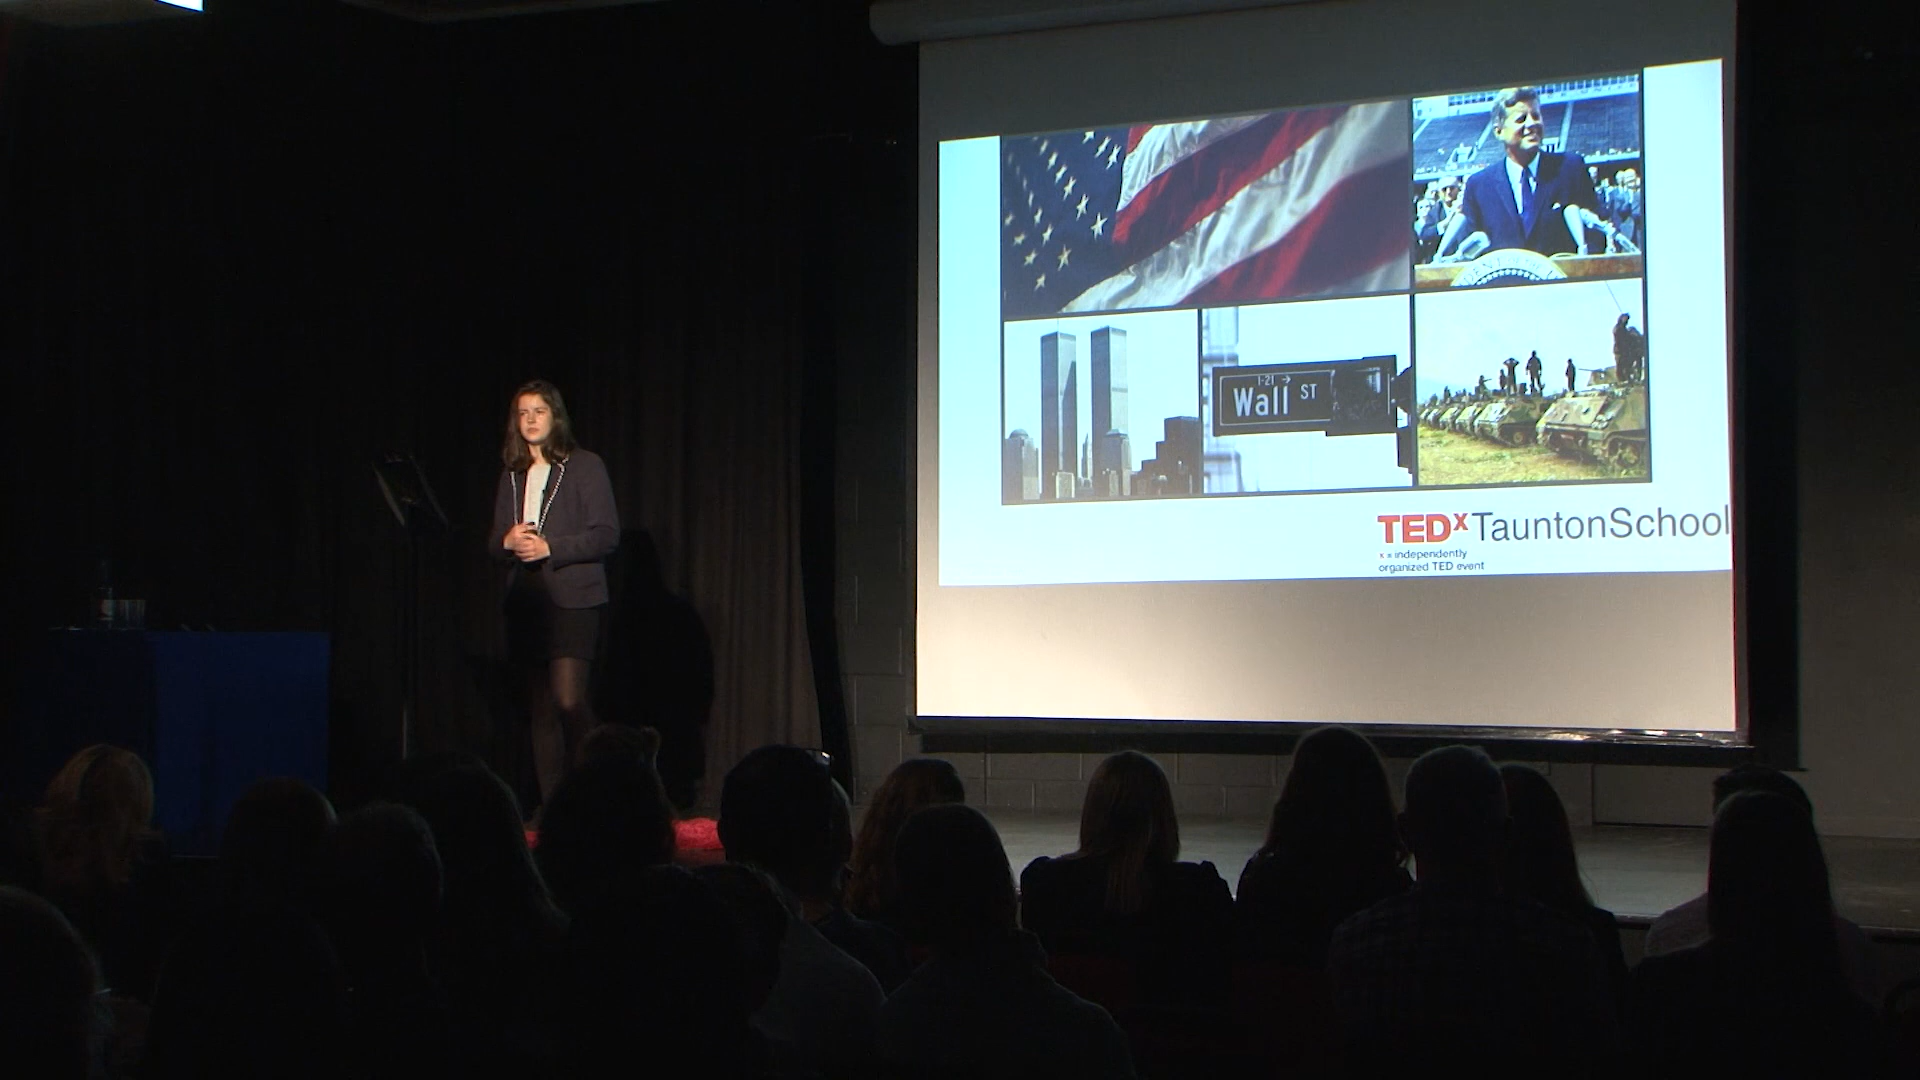 1-21 →
Wall ST
TEDxTauntonSchool
x = independently
organized TED event